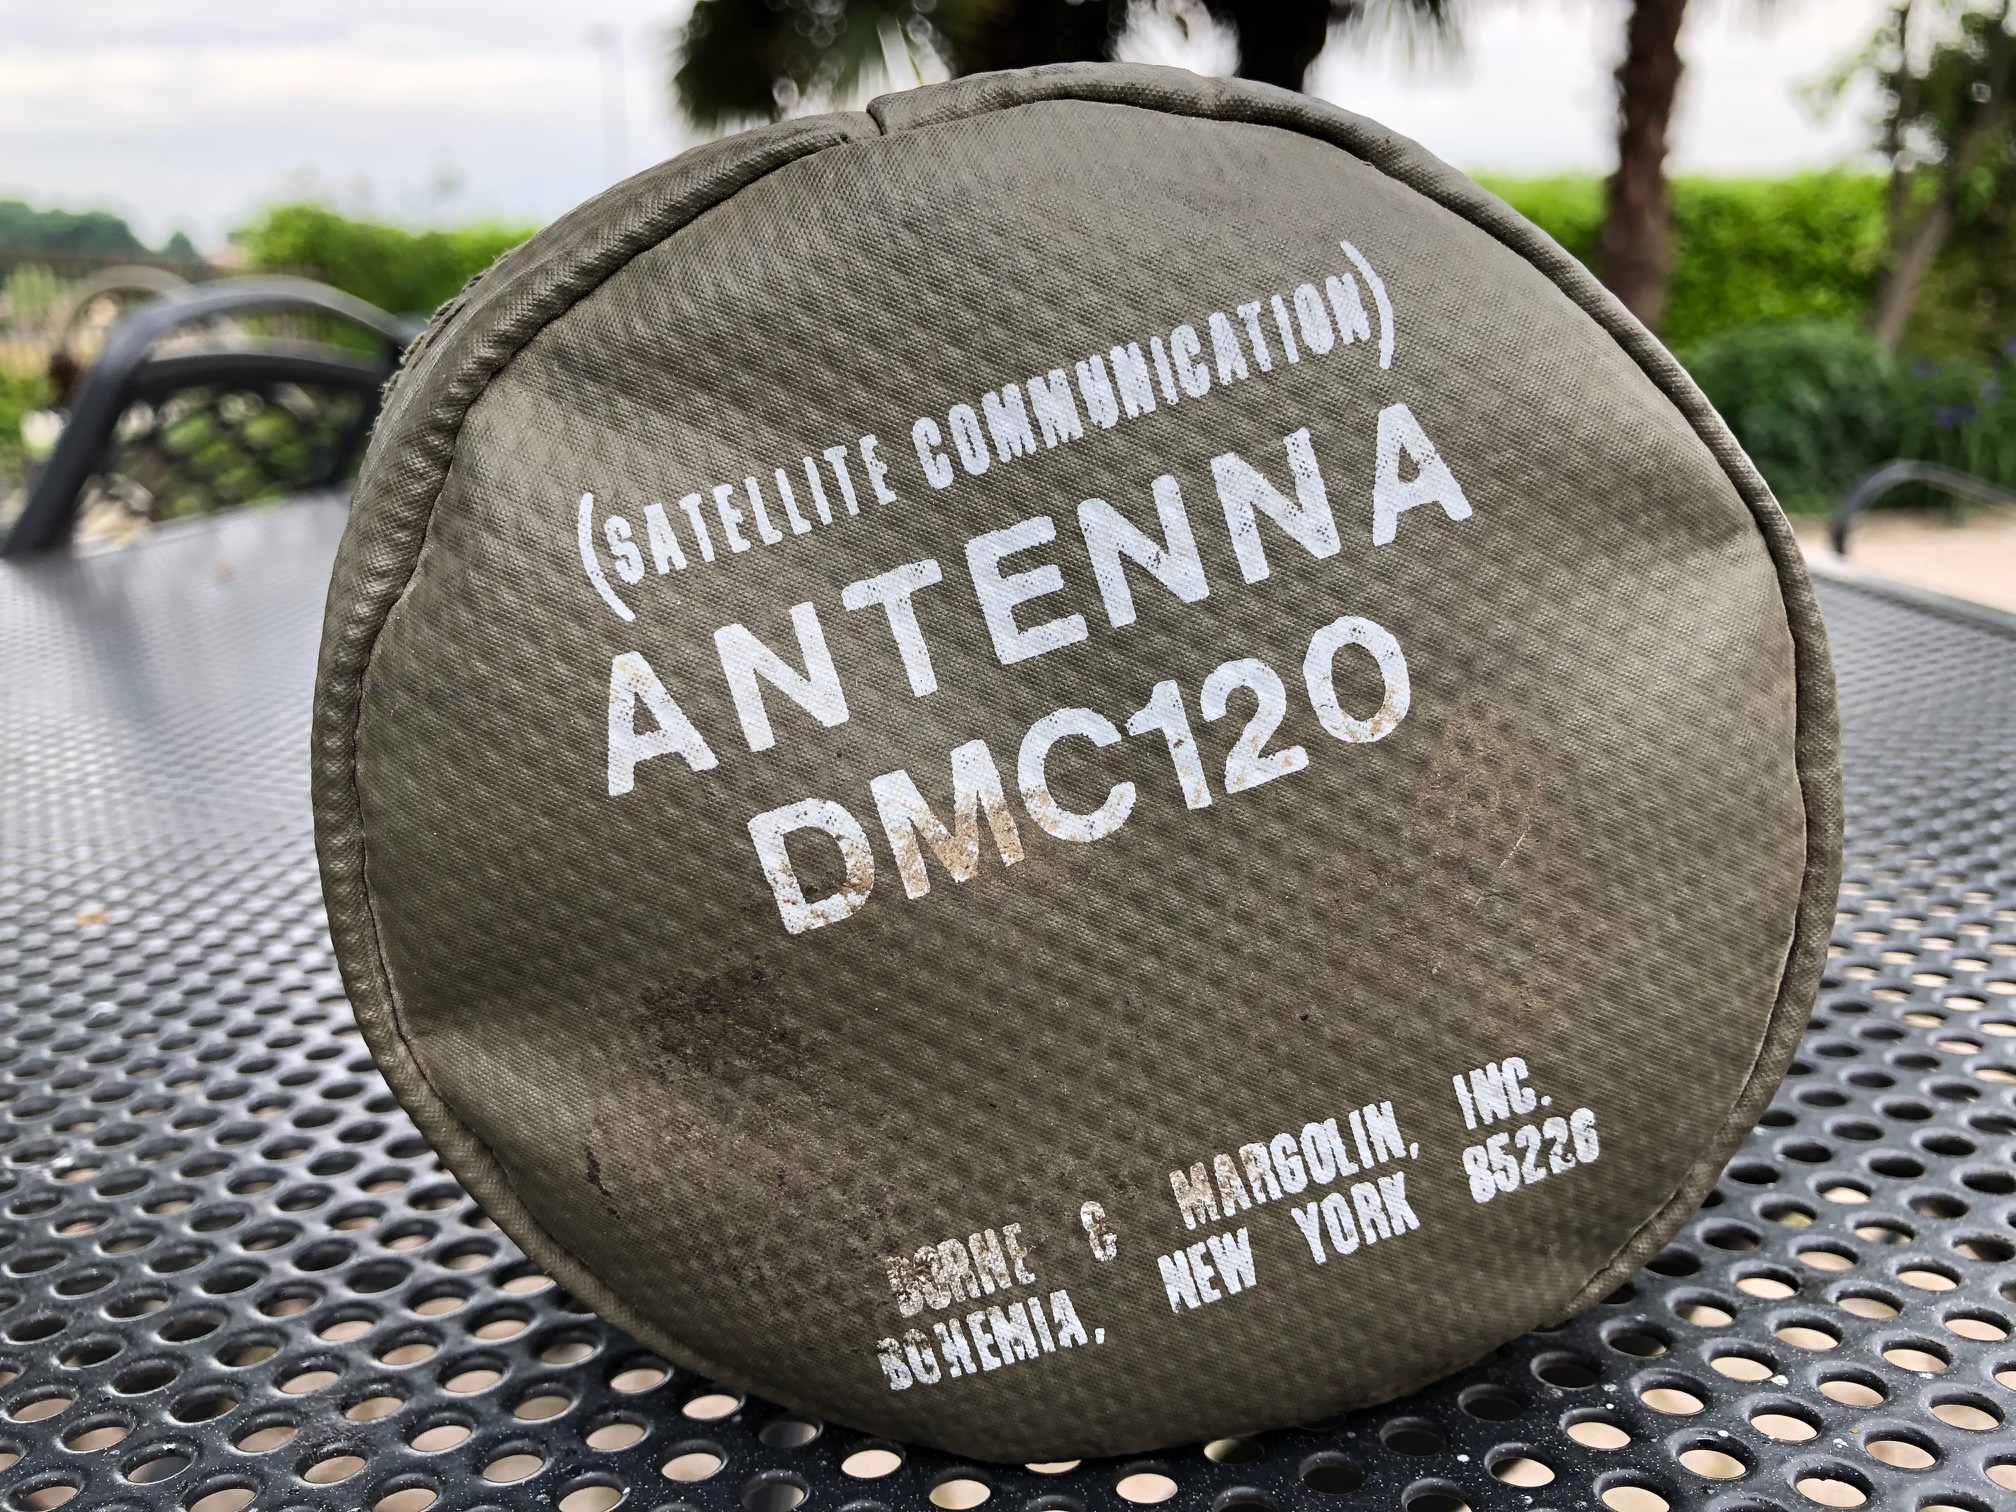 (SATELLITE COMMUNICATION)
ANTENNA
DMC120
DORNE & MARGOLIN, INC.
BOHEMIA, NEW YORK 85226